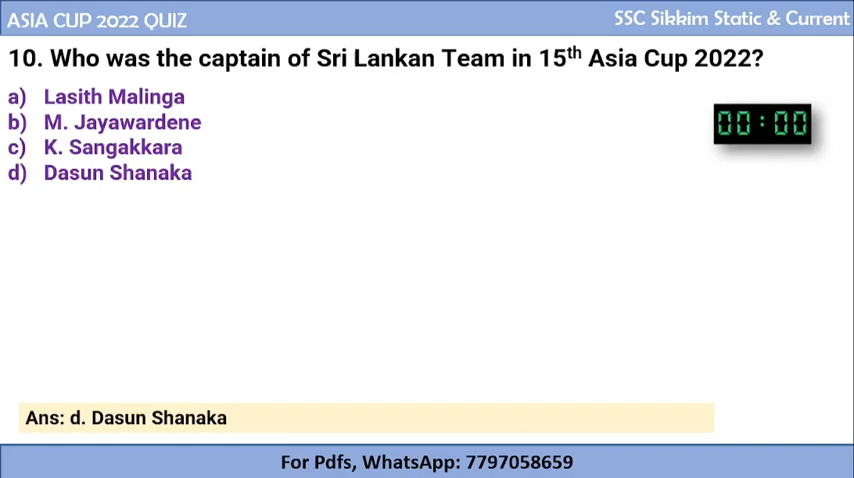 ASIA CUP 2022 QUIZ
SSC Sikkim Static & Current
10. Who was the captain of Sri Lankan Team in 15th Asia Cup 2022?
a) Lasith Malinga
b) M. Jayawardene
c) K. Sangakkara
d) Dasun Shanaka
00:00
Ans: d. Dasun Shanaka
For Pdfs, WhatsApp: 7797058659